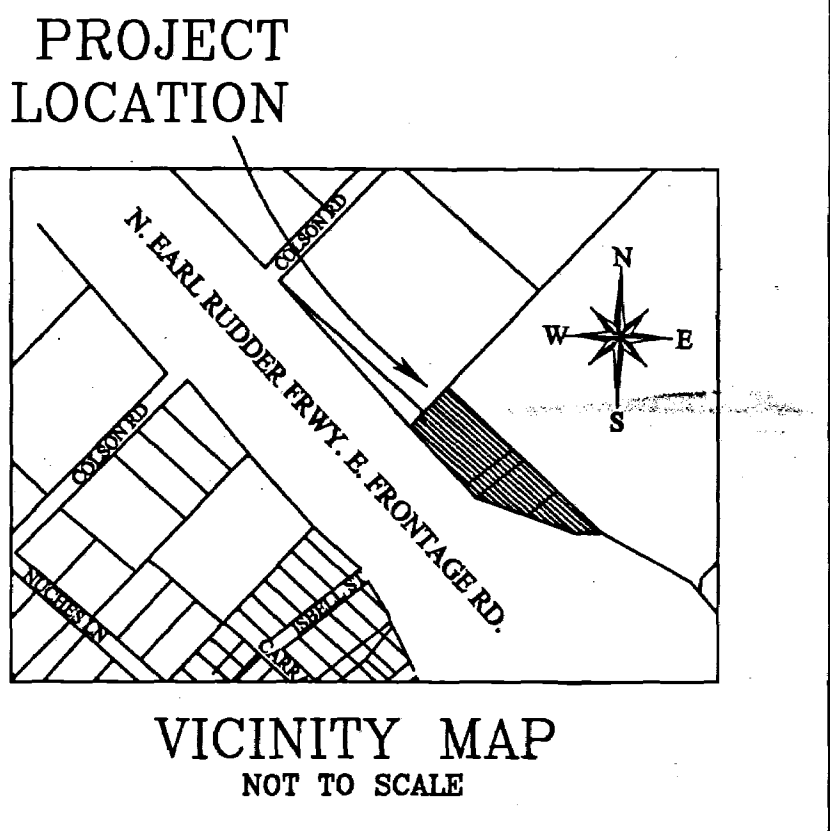 PROJECT
LOCATION
COLSON RD
N. EARL RUDDER FRWY. E. FRONTAGE RD.
N
W E
S
COLSON RD
NUCHES LN
ISBELL ST
CARR
VICINITY MAP
NOT TO SCALE